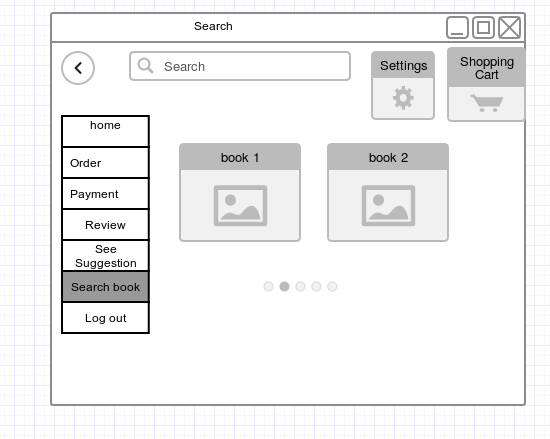 Search
Search
Settings
Shopping
Cart
home
Order
Payment
Review
See
Suggestion
Search book
Log out
book 1
book 2